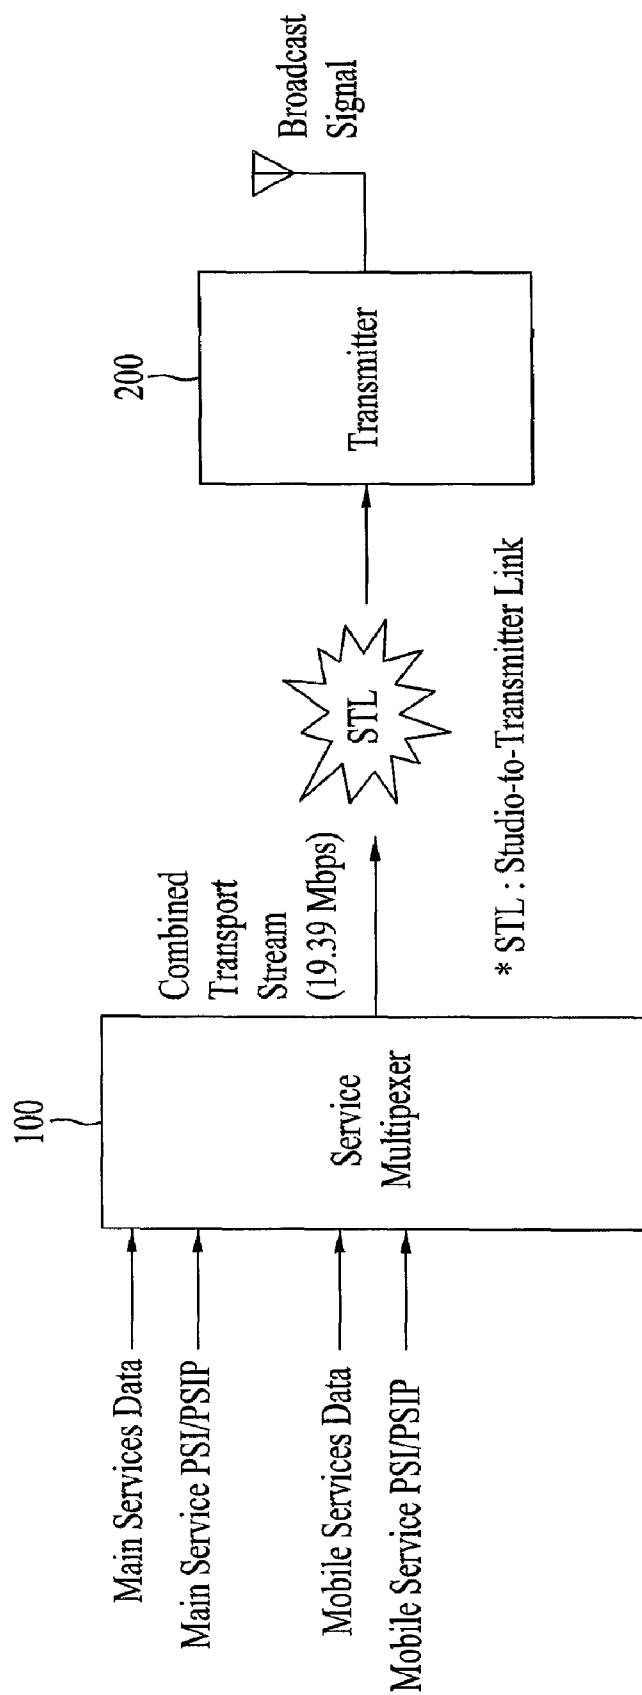 Main Services Data
Main Service PSI/PSIP
Mobile Services Data
Mobile Service PSI/PSIP
100
Service
Multipexer
Combined
Transport
Stream
(19.39 Mbps)
STL
200
Transmitter
Broadcast
Signal
* STL : Studio-to-Transmitter Link